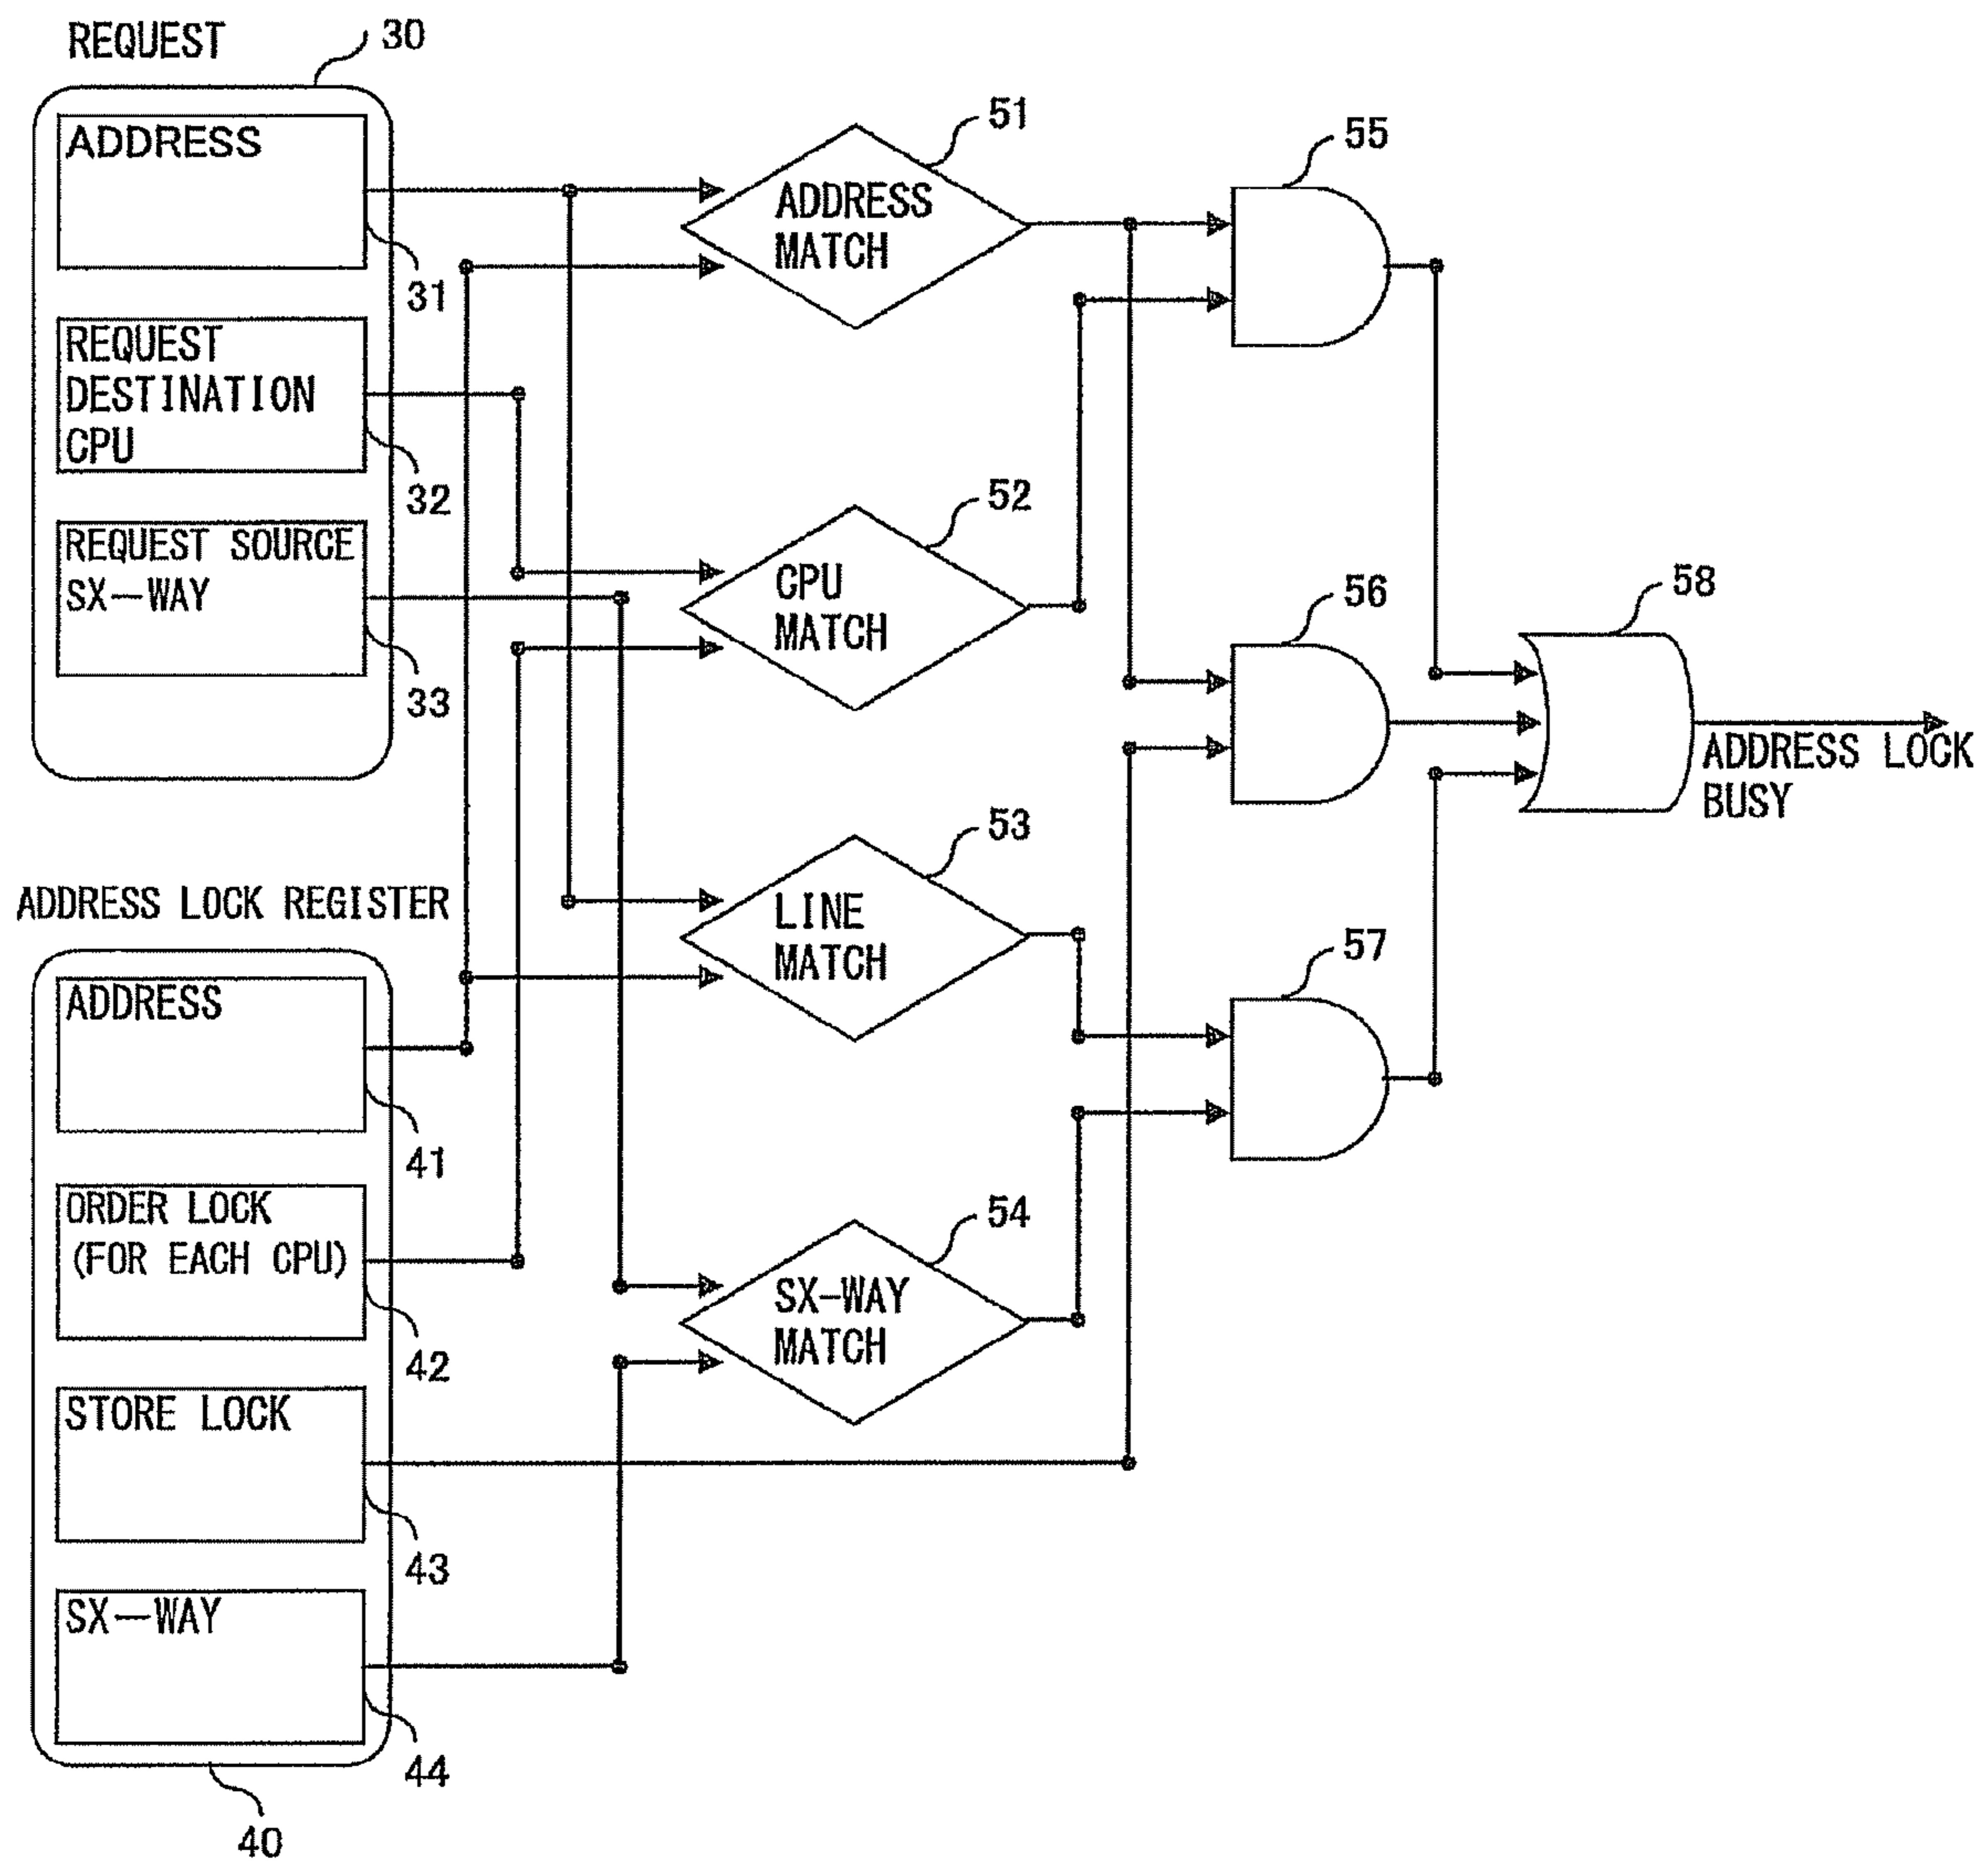 REQUEST
30
ADDRESS
31
REQUEST
DESTINATION
CPU
32
REQUEST SOURCE
SX-WAY
33
ADDRESS LOCK REGISTER
ADDRESS
41
ORDER LOCK
(FOR EACH CPU)
42
STORE LOCK
43
SX-WAY
44
40
51
ADDRESS
MATCH
52
CPU
MATCH
53
LINE
MATCH
54
SX-WAY
MATCH
55
56
57
58
ADDRESS LOCK
BUSY